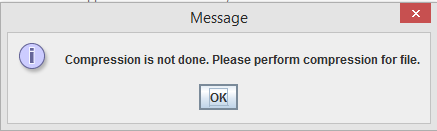 Message
Compression is not done. Please perform compression for file.
OK